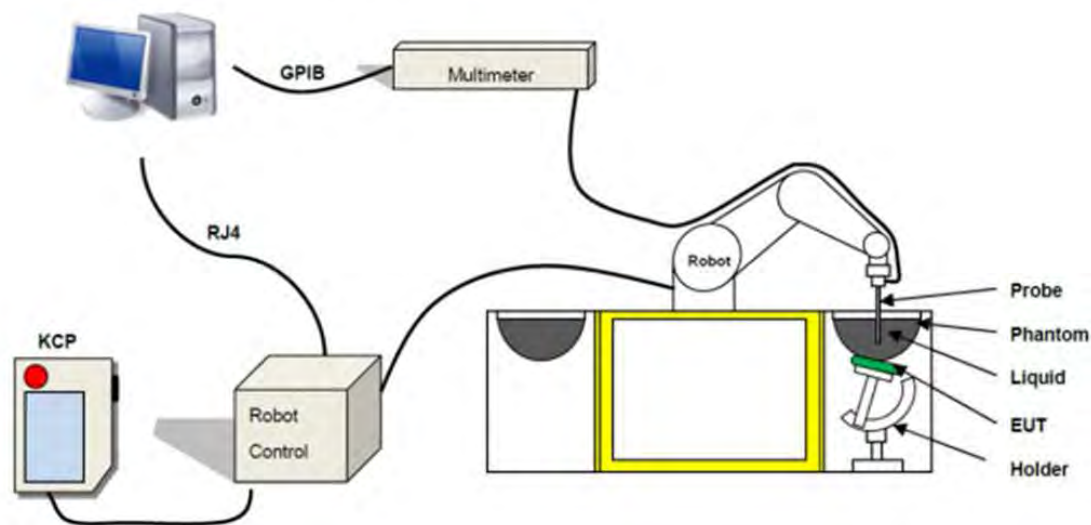 GPIB
Multimeter
RJ4
Robot
Probe
Phantom
KCP
Liquid
Robot
Control
EUT
Holder